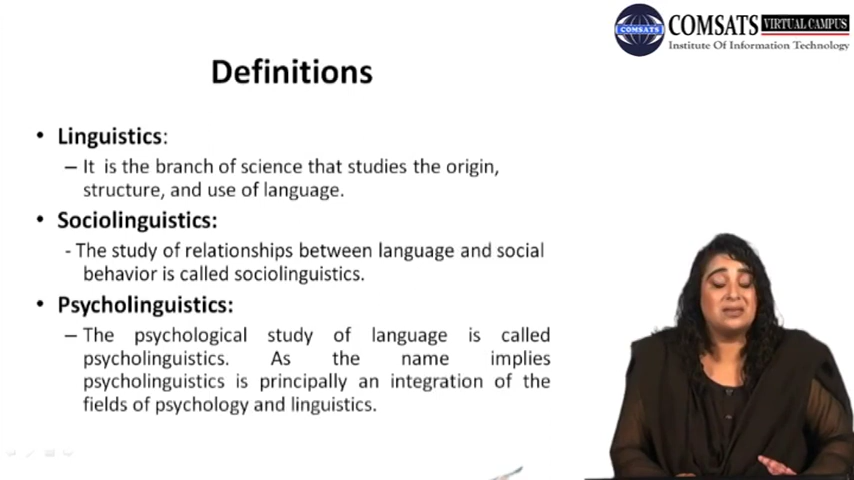 COMSATS VIRTUAL CAMPUS
COMSATS
Institute Of Information Technology
Definitions
• Linguistics:
– It is the branch of science that studies the origin,
structure, and use of language.
• Sociolinguistics:
- The study of relationships between language and social
behavior is called sociolinguistics.
• Psycholinguistics:
– The psychological study of language is called
psycholinguistics. As the name implies
psycholinguistics is principally an integration of the
fields of psychology and linguistics.